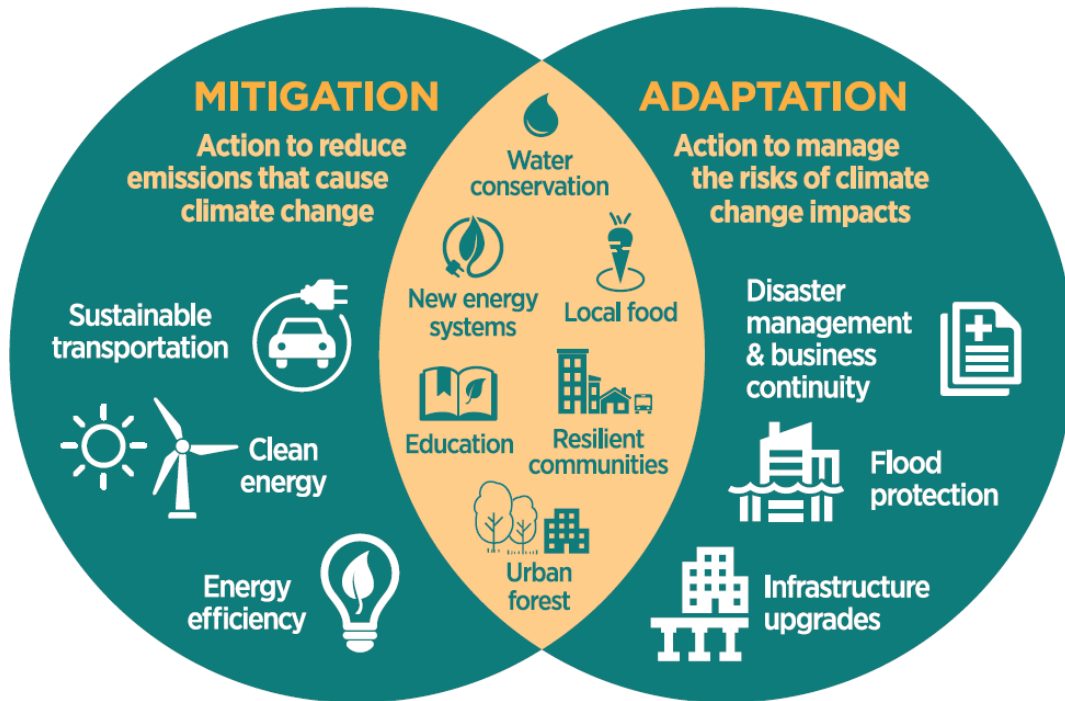 MITIGATION
Action to reduce
emissions that cause
climate change
Sustainable
transportation
Clean
energy
Energy
efficiency
Water
conservation
New energy
systems
Local food
Education
Resilient
communities
Urban
forest
ADAPTATION
Action to manage
the risks of climate
change impacts
Disaster
management
& business
continuity
Flood
protection
Infrastructure
upgrades